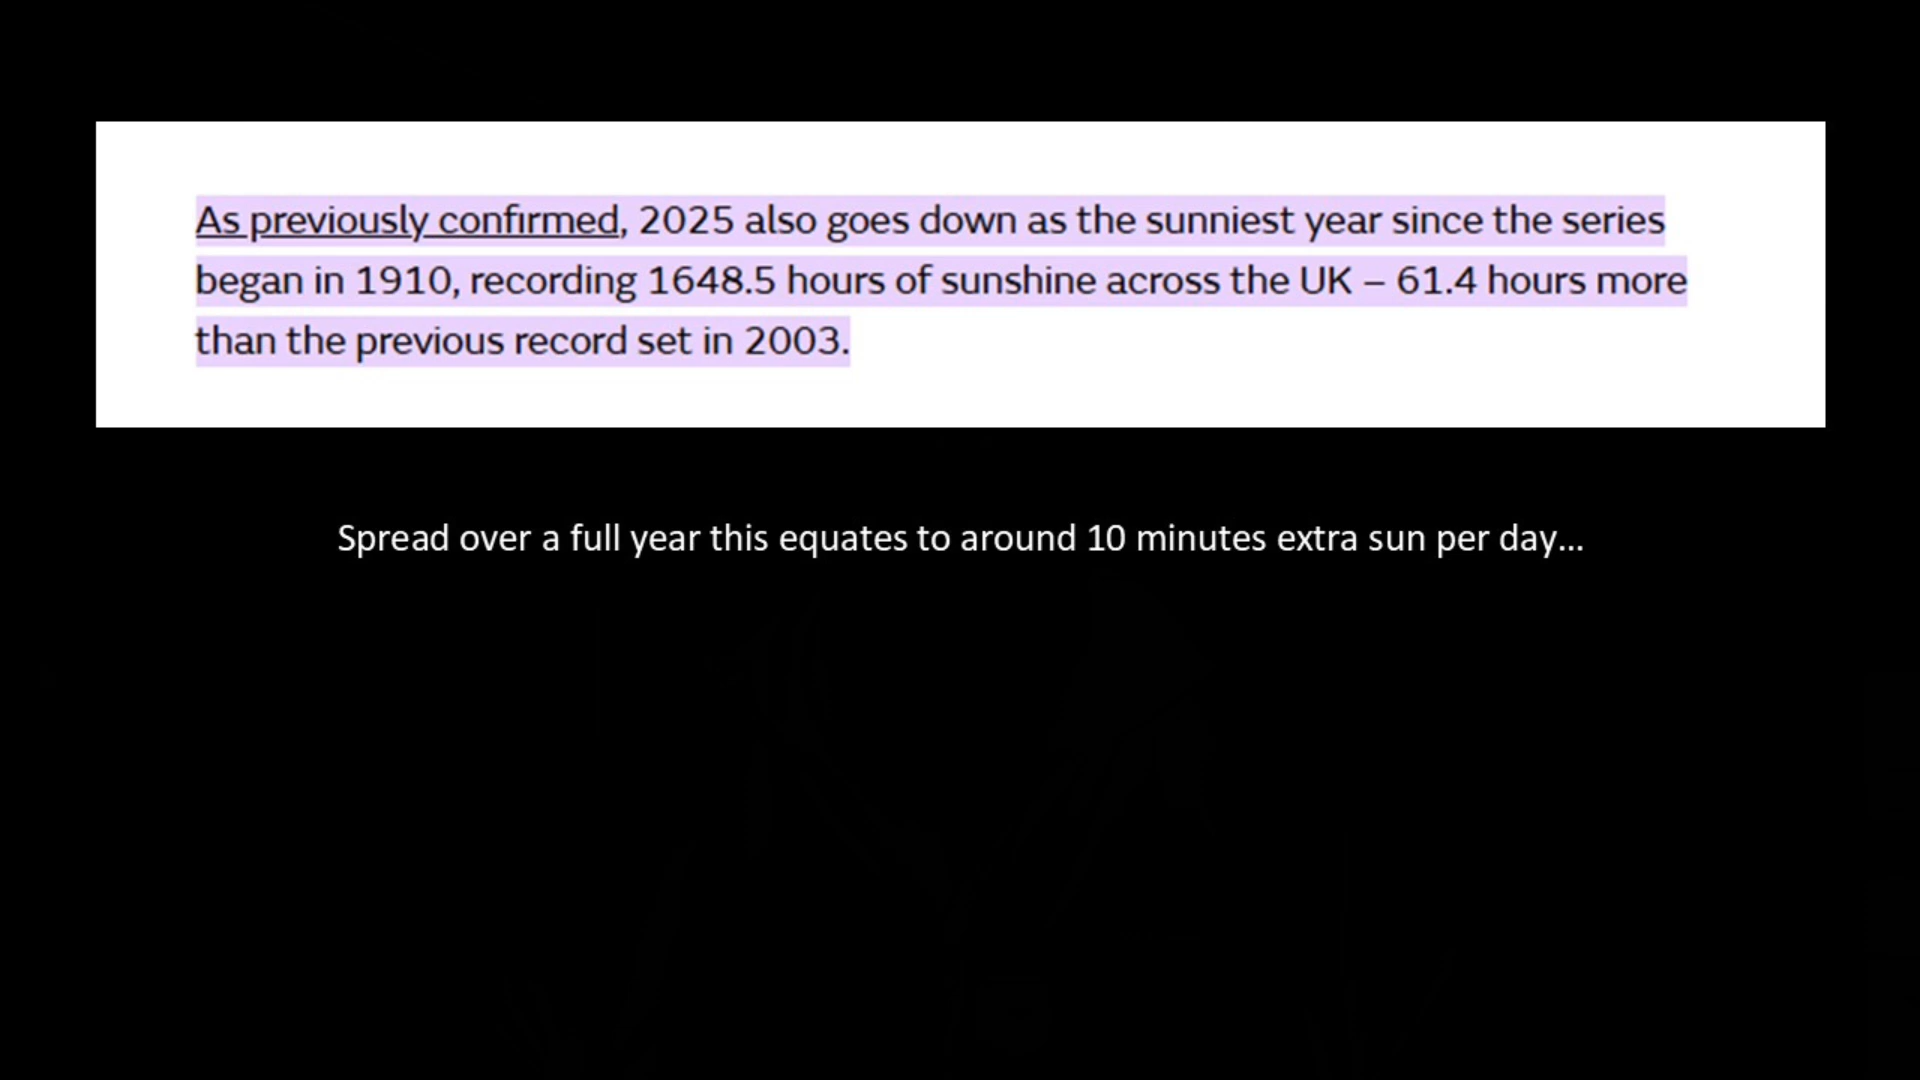 As previously confirmed, 2025 also goes down as the sunniest year since the series
began in 1910, recording 1648.5 hours of sunshine across the UK – 61.4 hours more
than the previous record set in 2003.
Spread over a full year this equates to around 10 minutes extra sun per day...